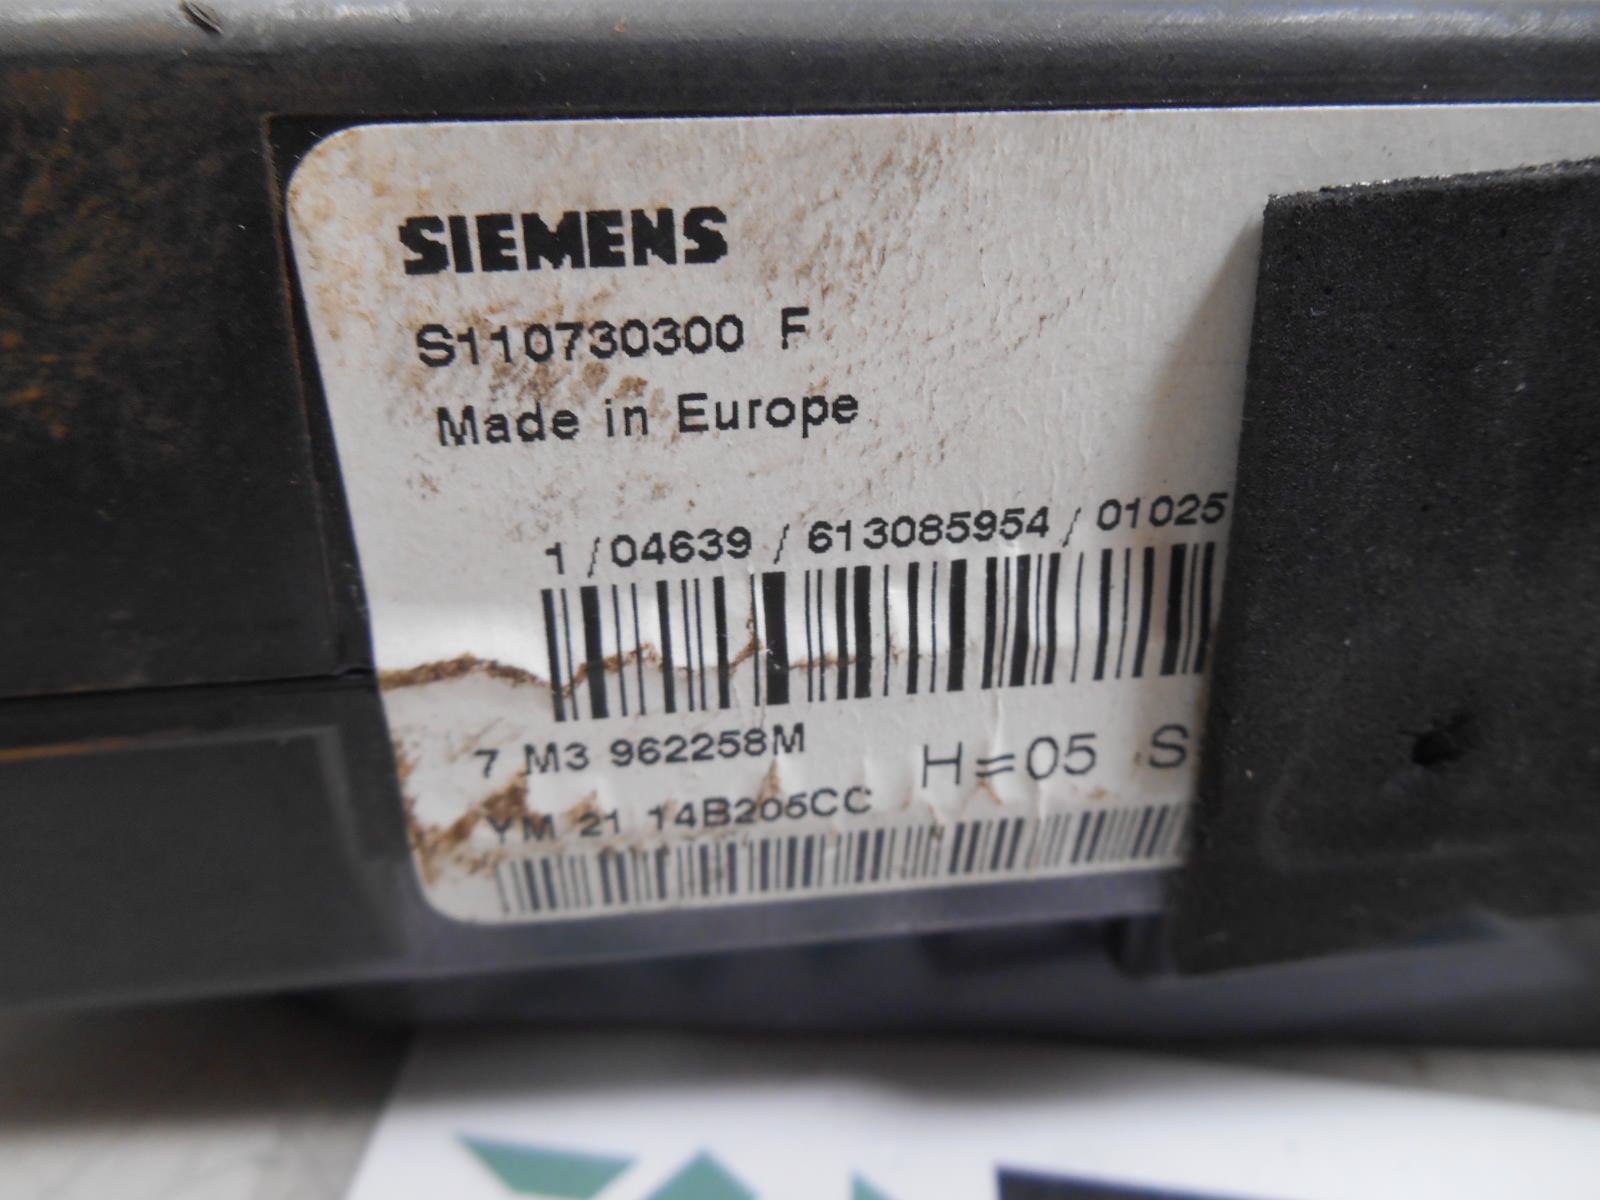 SIEMENS
S110730300 F
Made in Europe
1 / 04639 / 613085954 / 01025
7 M3 962258M
H=05 S
YM 21 14B205CC